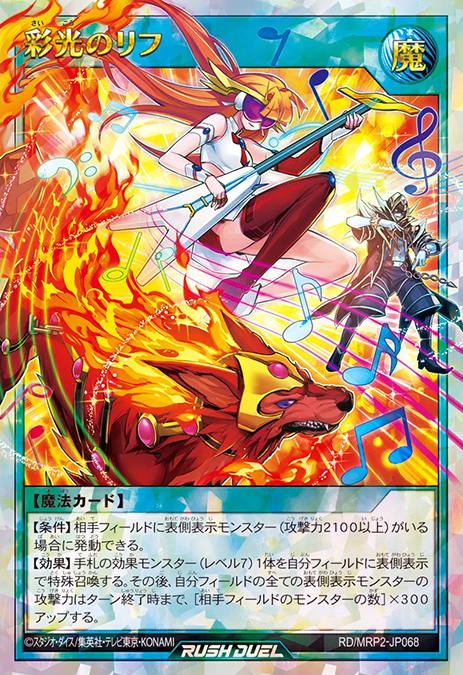 彩光のリフ
魔
【魔法カード】
【条件】相手フィールドに表側表示モンスター(攻撃力2100以上)がいる
場合に発動できる。
【効果】手札の効果モンスター(レベル7)1体を自分フィールドに表側表示
で特殊召喚する。その後、自分フィールドの全ての表側表示モンスターの
攻撃力はターン終了時まで、[相手フィールドのモンスターの数]×300
アップする。
©スタジオ・ダイス/集英社・テレビ東京・KONAMI
RUSH DUEL
RD/MRP2-JP068